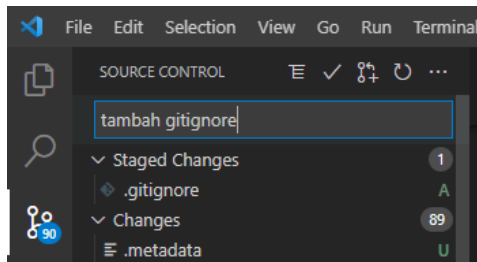 File Edit Selection View Go Run Terminal
SOURCE CONTROL
tambah gitignore
Staged Changes 1
.gitignore A
Changes 89
90
.metadata U